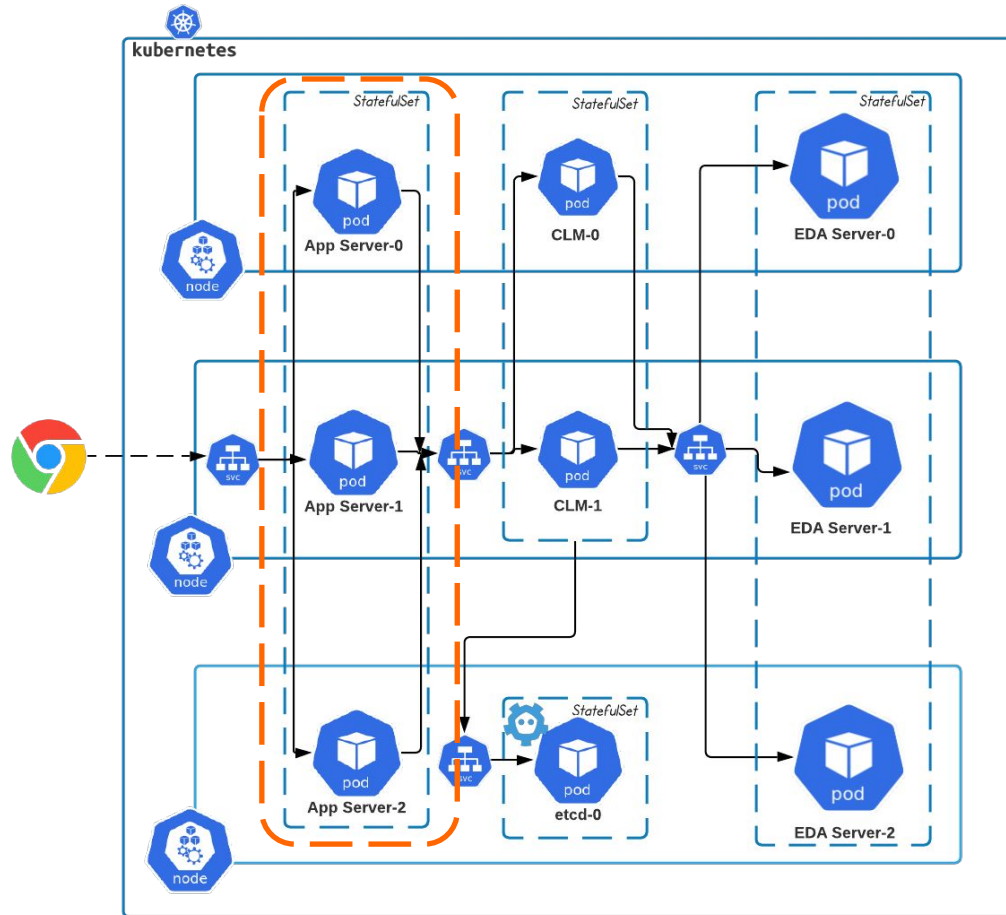 kubernetes
StatefulSet
StatefulSet
StatefulSet
pod
App Server-0
pod
CLM-0
pod
EDA Server-0
node
svc
pod
App Server-1
svc
pod
CLM-1
svc
pod
EDA Server-1
node
StatefulSet
pod
App Server-2
svc
pod
etcd-0
pod
EDA Server-2
node